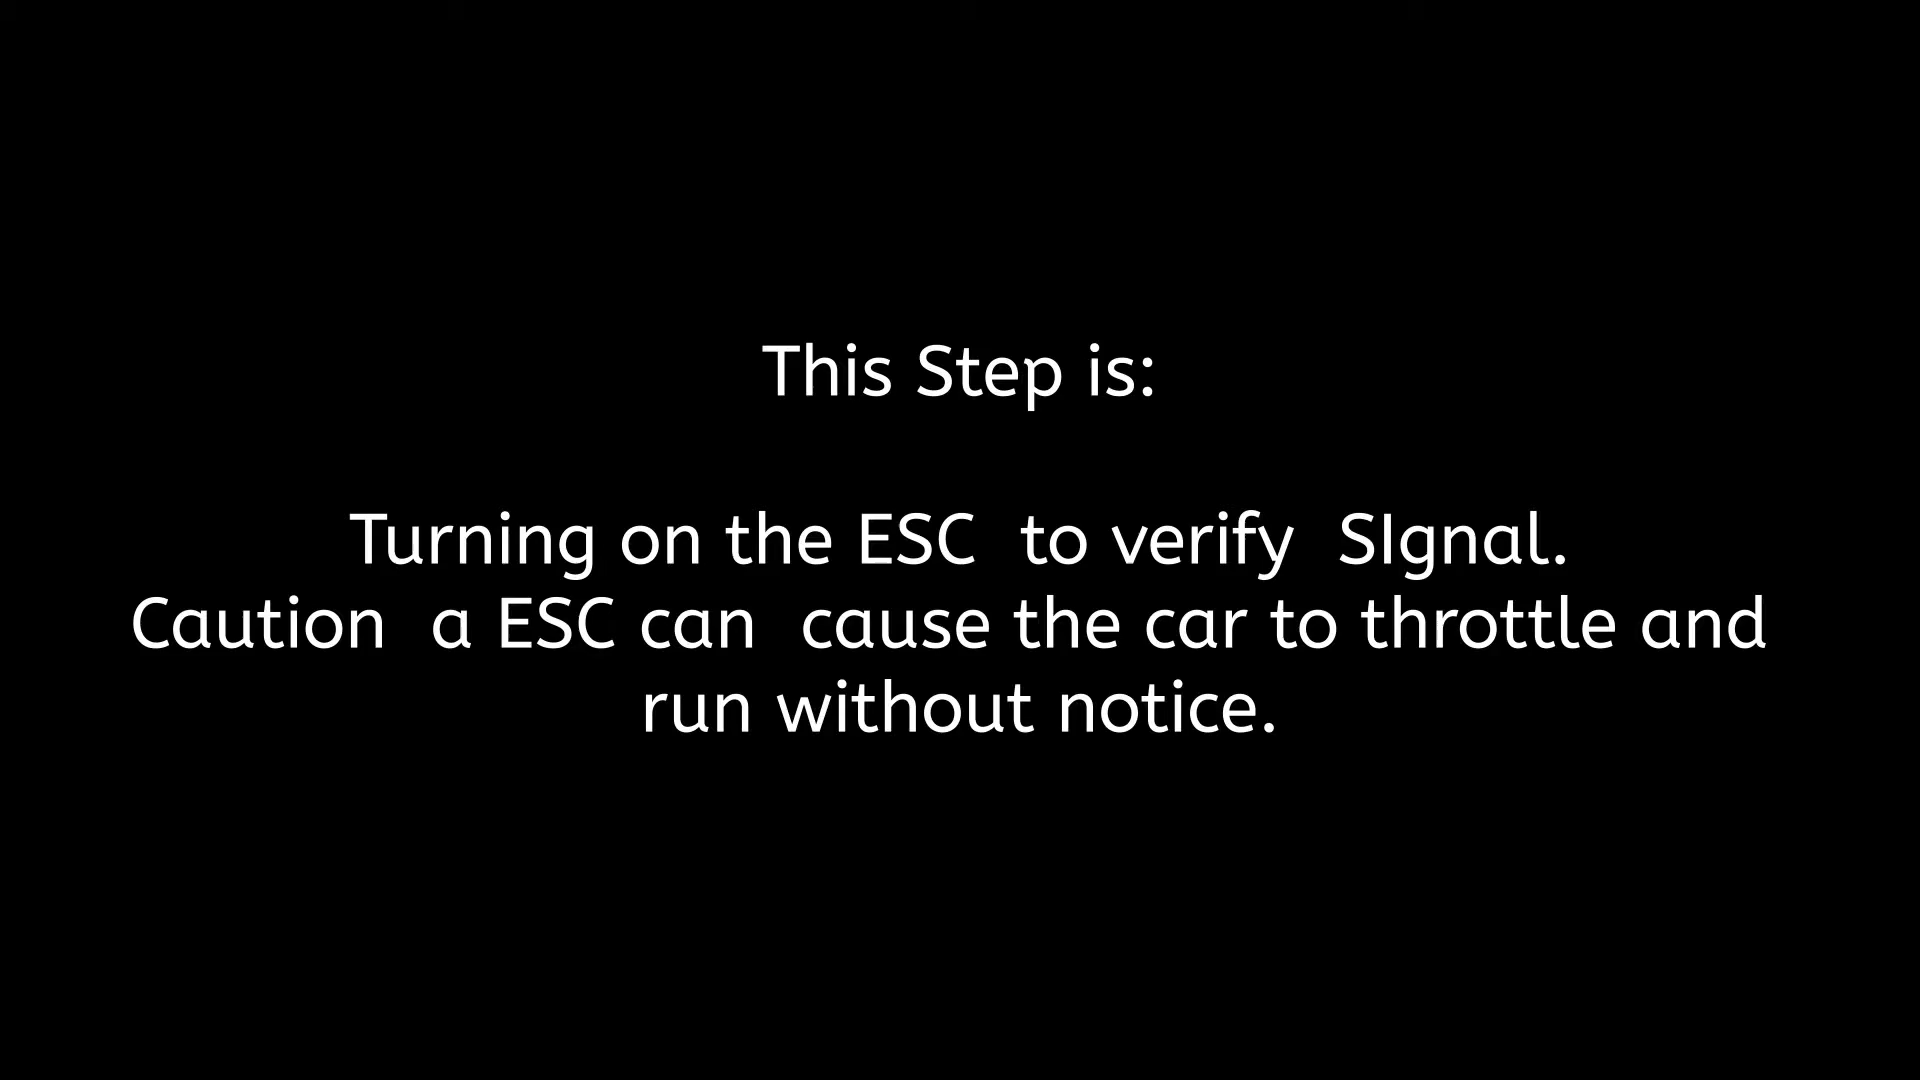 This Step is:
Turning on the ESC  to verify  SIgnal.
Caution  a ESC can  cause the car to throttle and
run without notice.